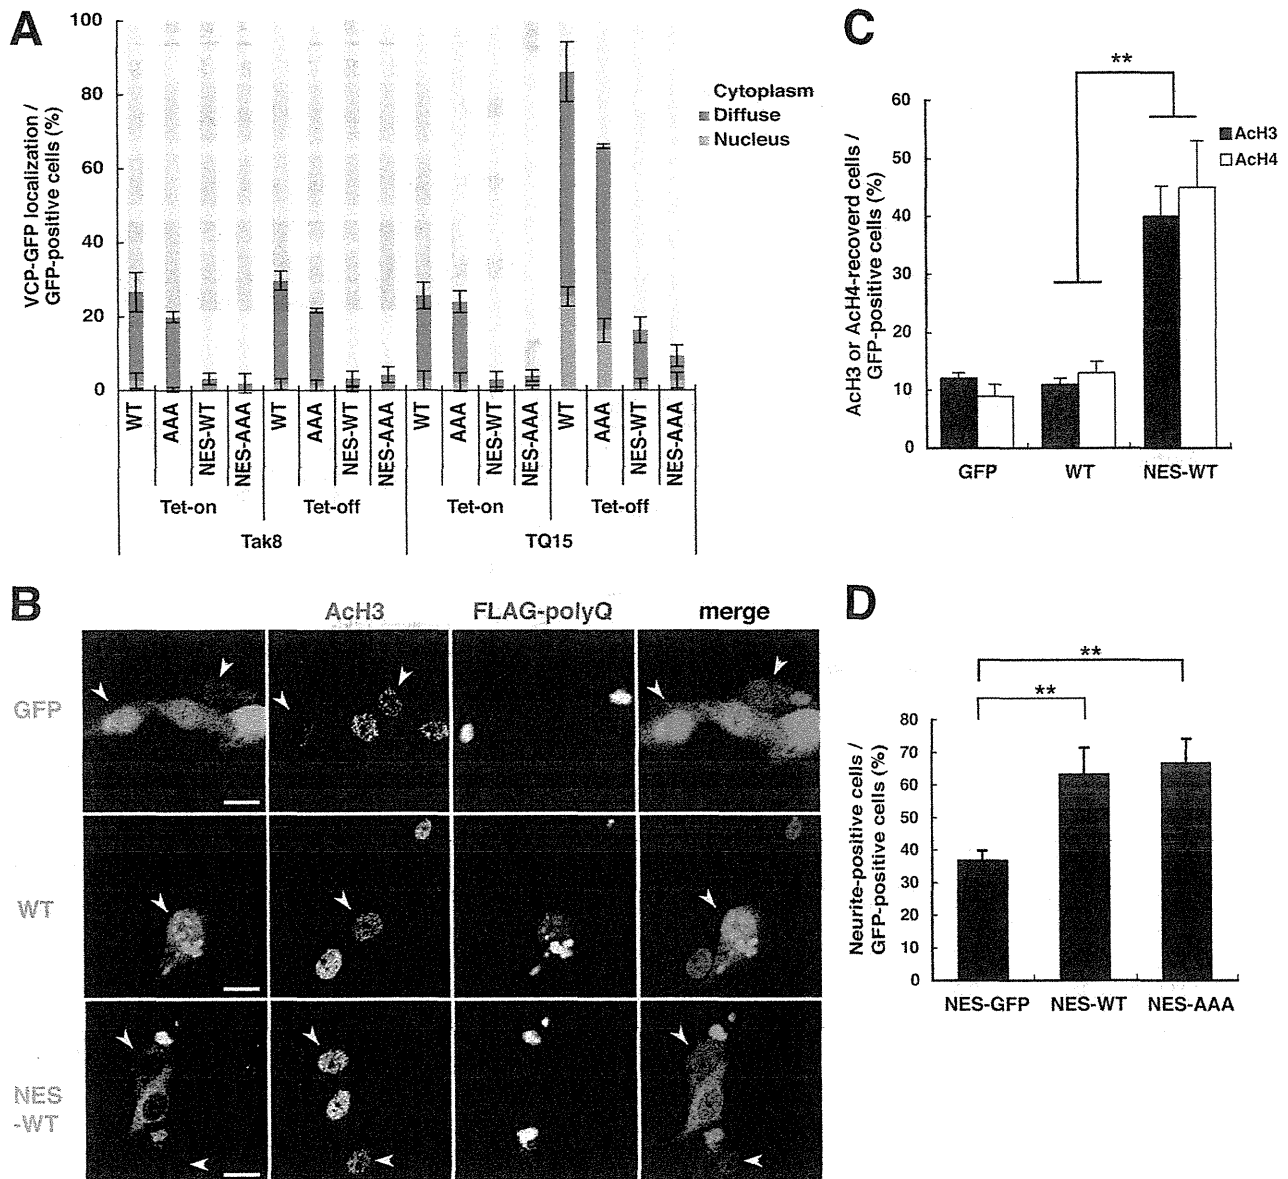 A
VCP-GFP localization /
GFP-positive cells (%)
100
80
60
40
20
0
Cytoplasm
Diffuse
Nucleus
WT
AAA
NES-WT
NES-AAA
WT
AAA
NES-WT
NES-AAA
WT
AAA
NES-WT
NES-AAA
WT
AAA
NES-WT
NES-AAA
Tet-on
Tet-off
Tet-on
Tet-off
Tak8
TQ15
C
AcH3 or AcH4-recoverd cells /
GFP-positive cells (%)
**
60
50
40
30
20
10
0
AcH3
AcH4
GFP
WT
NES-WT
B
AcH3
FLAG-polyQ
merge
GFP
WT
NES
-WT
D
Neurite-positive cells /
GFP-positive cells (%)
**
**
80
70
60
50
40
30
20
10
0
NES-GFP
NES-WT
NES-AAA